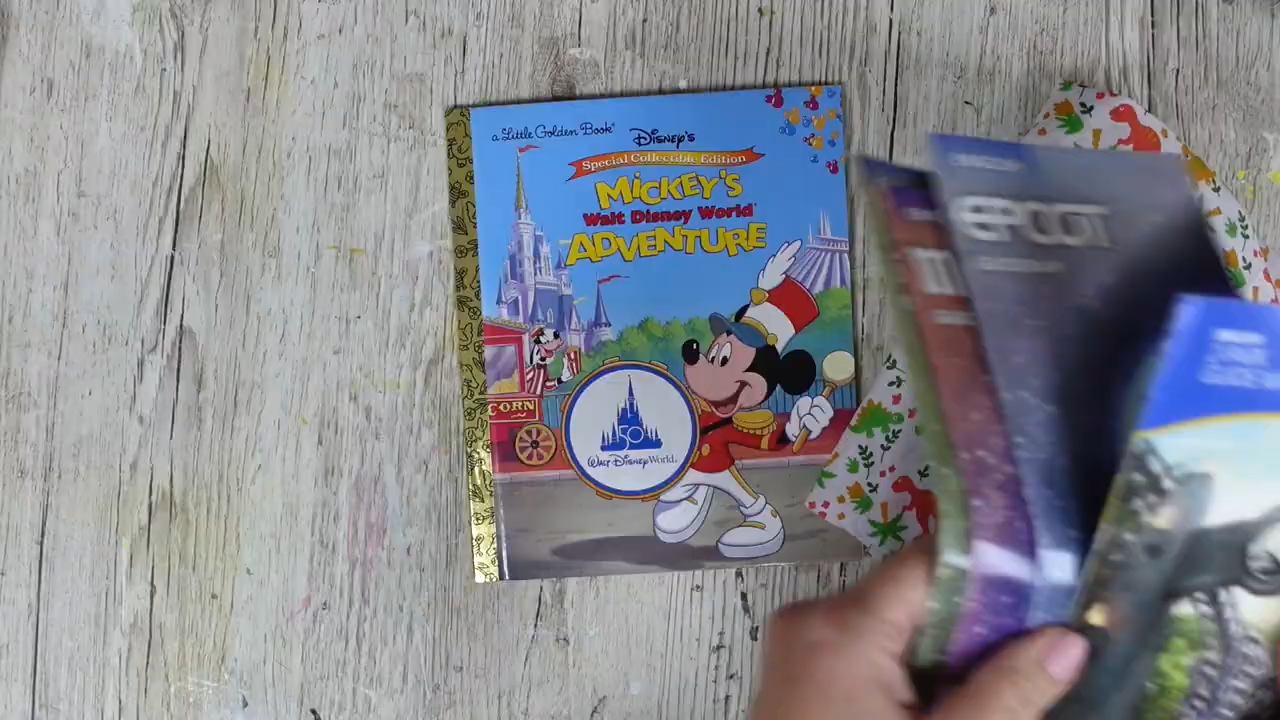 a Little Golden Book®
DISNEY'S
Special Collectible Edition
MICKEY'S
Walt Disney World
ADVENTURE
CORN
50
WALT DISNEY World.
EPCOT